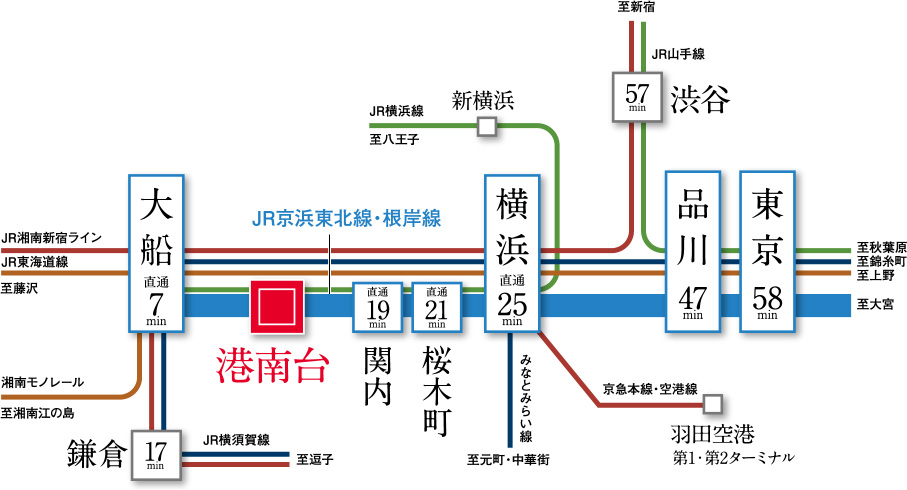 至新宿
JR山手線
57
min
渋谷
新横浜
JR横浜線
至八王子
大船
直通
7
min
JR京浜東北線・根岸線
横浜
直通
25
min
品川
47
min
東京
58
min
JR湘南新宿ライン
JR東海道線
至藤沢
至秋葉原
至錦糸町
至上野
至大宮
港南台
直通
19
min
関内
直通
21
min
桜木町
湘南モノレール
至湘南江の島
鎌倉
17
min
JR横須賀線
至逗子
みなとみらい線
至元町・中華街
京急本線・空港線
羽田空港
第1・第2ターミナル